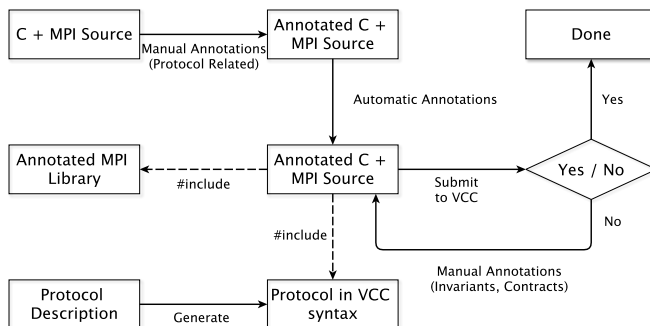 C + MPI Source
Manual Annotations
(Protocol Related)
Annotated C +
MPI Source
Done
Automatic Annotations
Yes
Annotated MPI
Library
#include
Annotated C +
MPI Source
Submit
to VCC
Yes / No
No
#include
Manual Annotations
(Invariants, Contracts)
Protocol
Description
Generate
Protocol in VCC
syntax